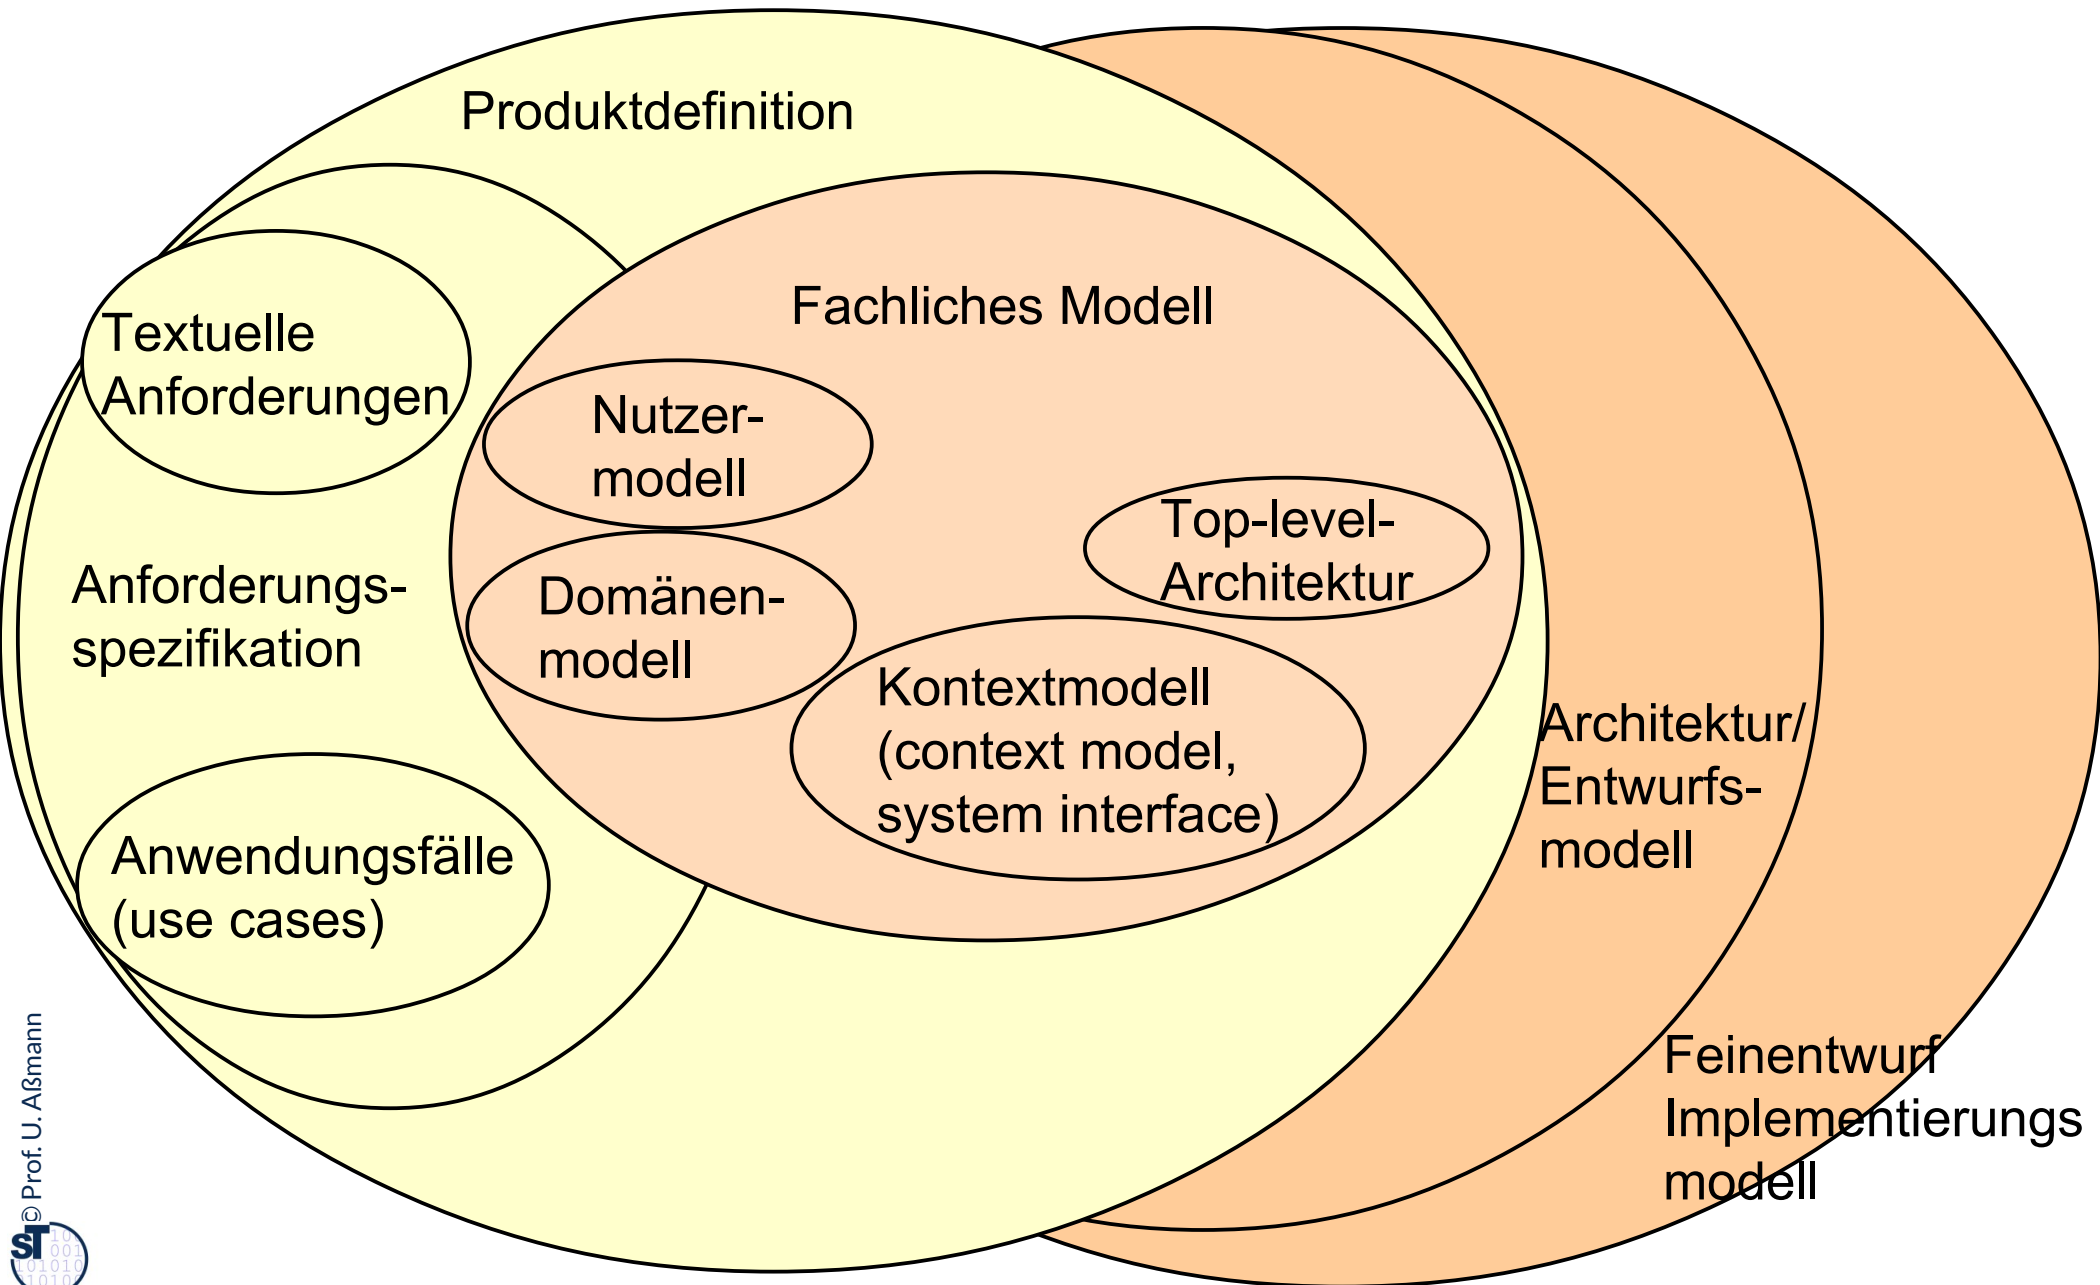 Produktdefinition
Fachliches Modell
Textuelle
Anforderungen
Nutzer-
modell
Top-level-
Architektur
Anforderungs-
spezifikation
Domänen-
modell
Kontextmodell
(context model,
system interface)
Architektur/
Entwurfs-
modell
Anwendungsfälle
(use cases)
Feinentwurf
Implementierungs
modell
© Prof. U. Aßmann
ST